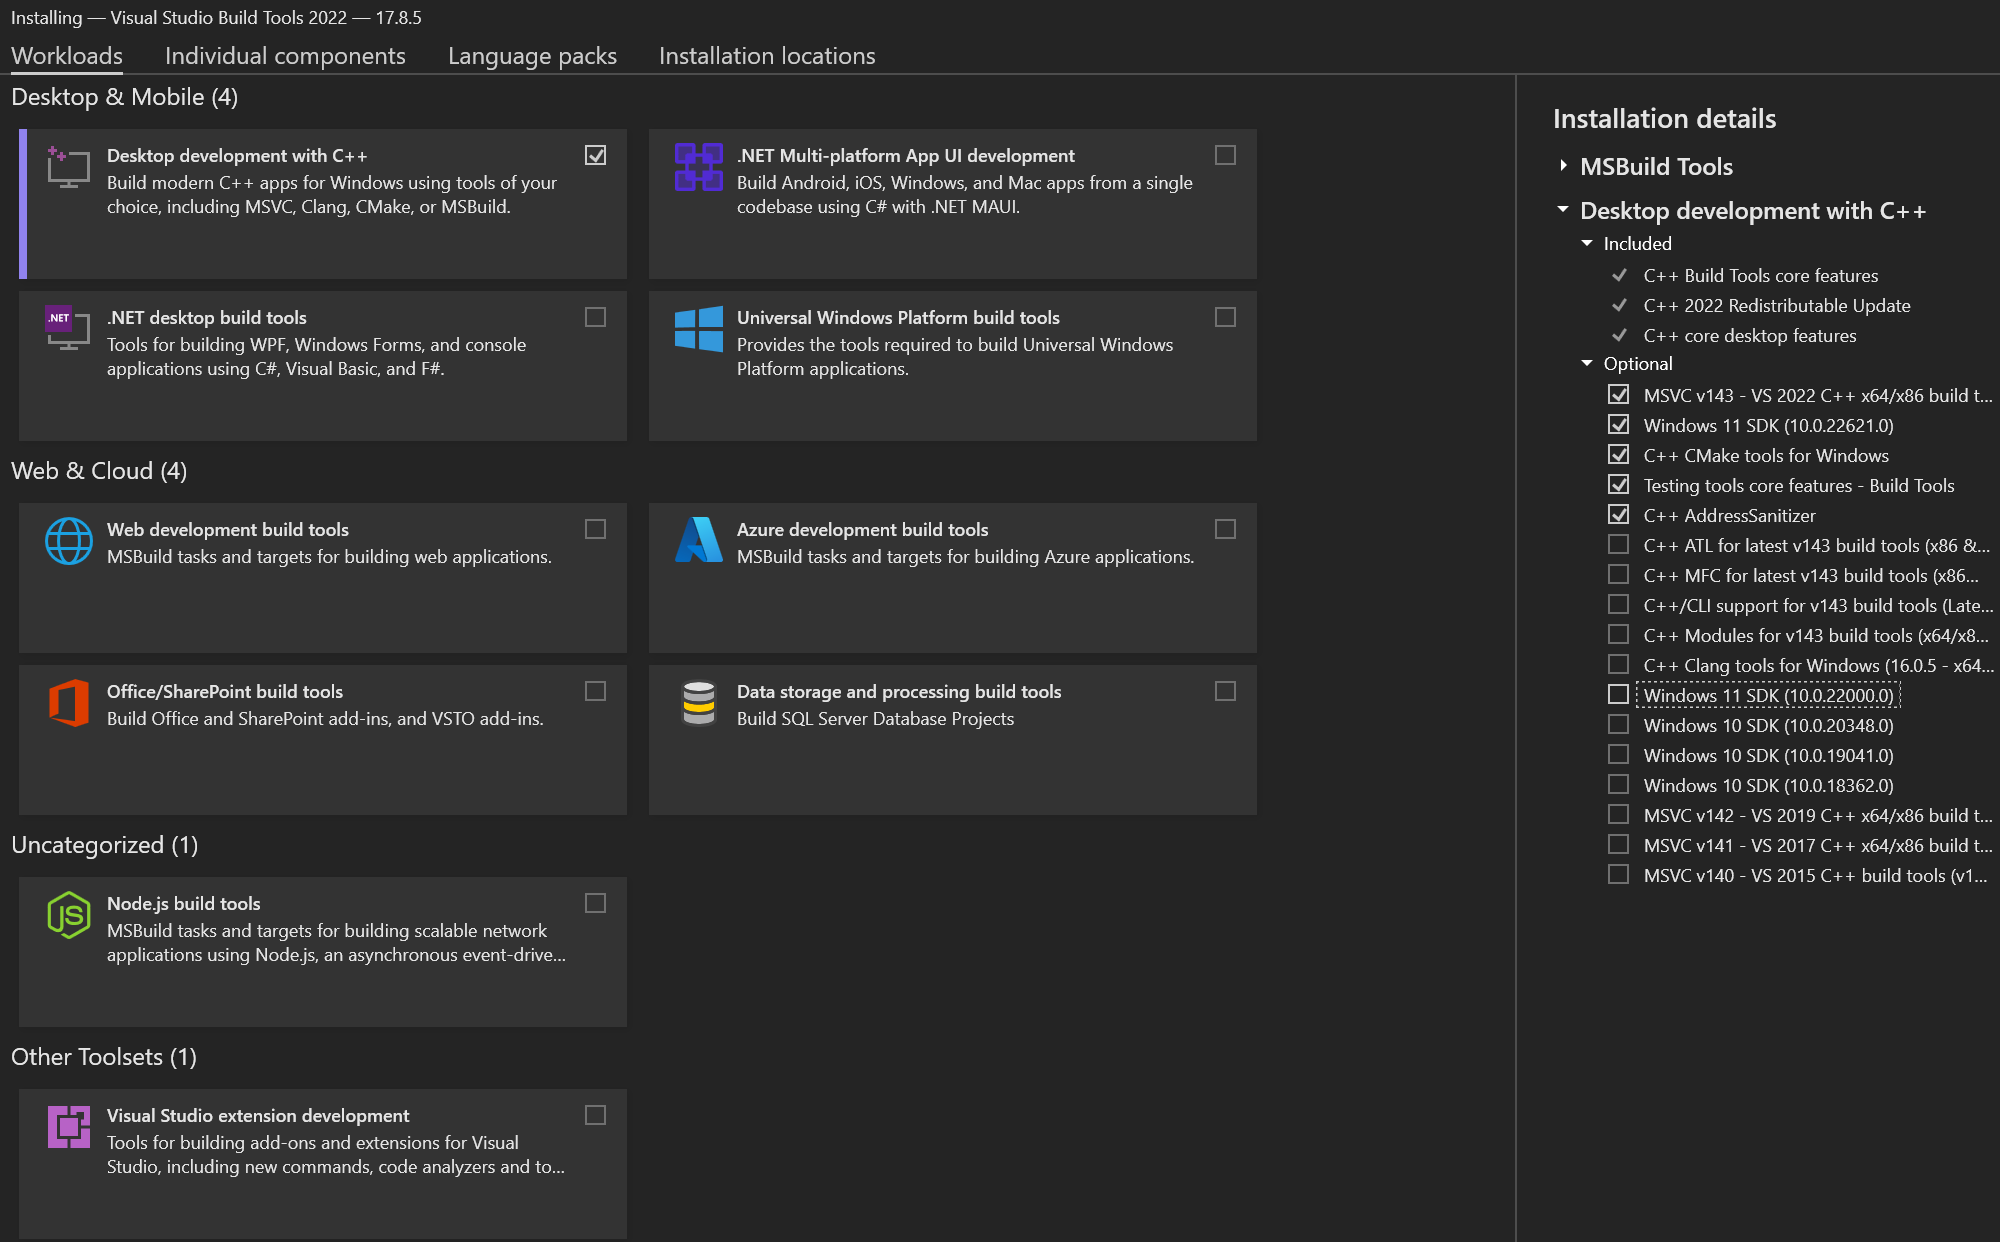 Installing — Visual Studio Build Tools 2022 — 17.8.5
Workloads
Individual components
Language packs
Installation locations
Desktop & Mobile (4)
Desktop development with C++
Build modern C++ apps for Windows using tools of your
choice, including MSVC, Clang, CMake, or MSBuild.
.NET Multi-platform App UI development
Build Android, iOS, Windows, and Mac apps from a single
codebase using C# with .NET MAUI.
.NET
.NET desktop build tools
Tools for building WPF, Windows Forms, and console
applications using C#, Visual Basic, and F#.
Universal Windows Platform build tools
Provides the tools required to build Universal Windows
Platform applications.
Web & Cloud (4)
Web development build tools
MSBuild tasks and targets for building web applications.
Azure development build tools
MSBuild tasks and targets for building Azure applications.
Office/SharePoint build tools
Build Office and SharePoint add-ins, and VSTO add-ins.
Data storage and processing build tools
Build SQL Server Database Projects
Uncategorized (1)
JS
Node.js build tools
MSBuild tasks and targets for building scalable network
applications using Node.js, an asynchronous event-drive...
Other Toolsets (1)
Visual Studio extension development
Tools for building add-ons and extensions for Visual
Studio, including new commands, code analyzers and to...
Installation details
MSBuild Tools
Desktop development with C++
Included
C++ Build Tools core features
C++ 2022 Redistributable Update
C++ core desktop features
Optional
MSVC v143 - VS 2022 C++ x64/x86 build t...
Windows 11 SDK (10.0.22621.0)
C++ CMake tools for Windows
Testing tools core features - Build Tools
C++ AddressSanitizer
C++ ATL for latest v143 build tools (x86 &...
C++ MFC for latest v143 build tools (x86...
C++/CLI support for v143 build tools (Late...
C++ Modules for v143 build tools (x64/x8...
C++ Clang tools for Windows (16.0.5 - x64...
Windows 11 SDK (10.0.22000.0)
Windows 10 SDK (10.0.20348.0)
Windows 10 SDK (10.0.19041.0)
Windows 10 SDK (10.0.18362.0)
MSVC v142 - VS 2019 C++ x64/x86 build t...
MSVC v141 - VS 2017 C++ x64/x86 build t...
MSVC v140 - VS 2015 C++ build tools (v1...